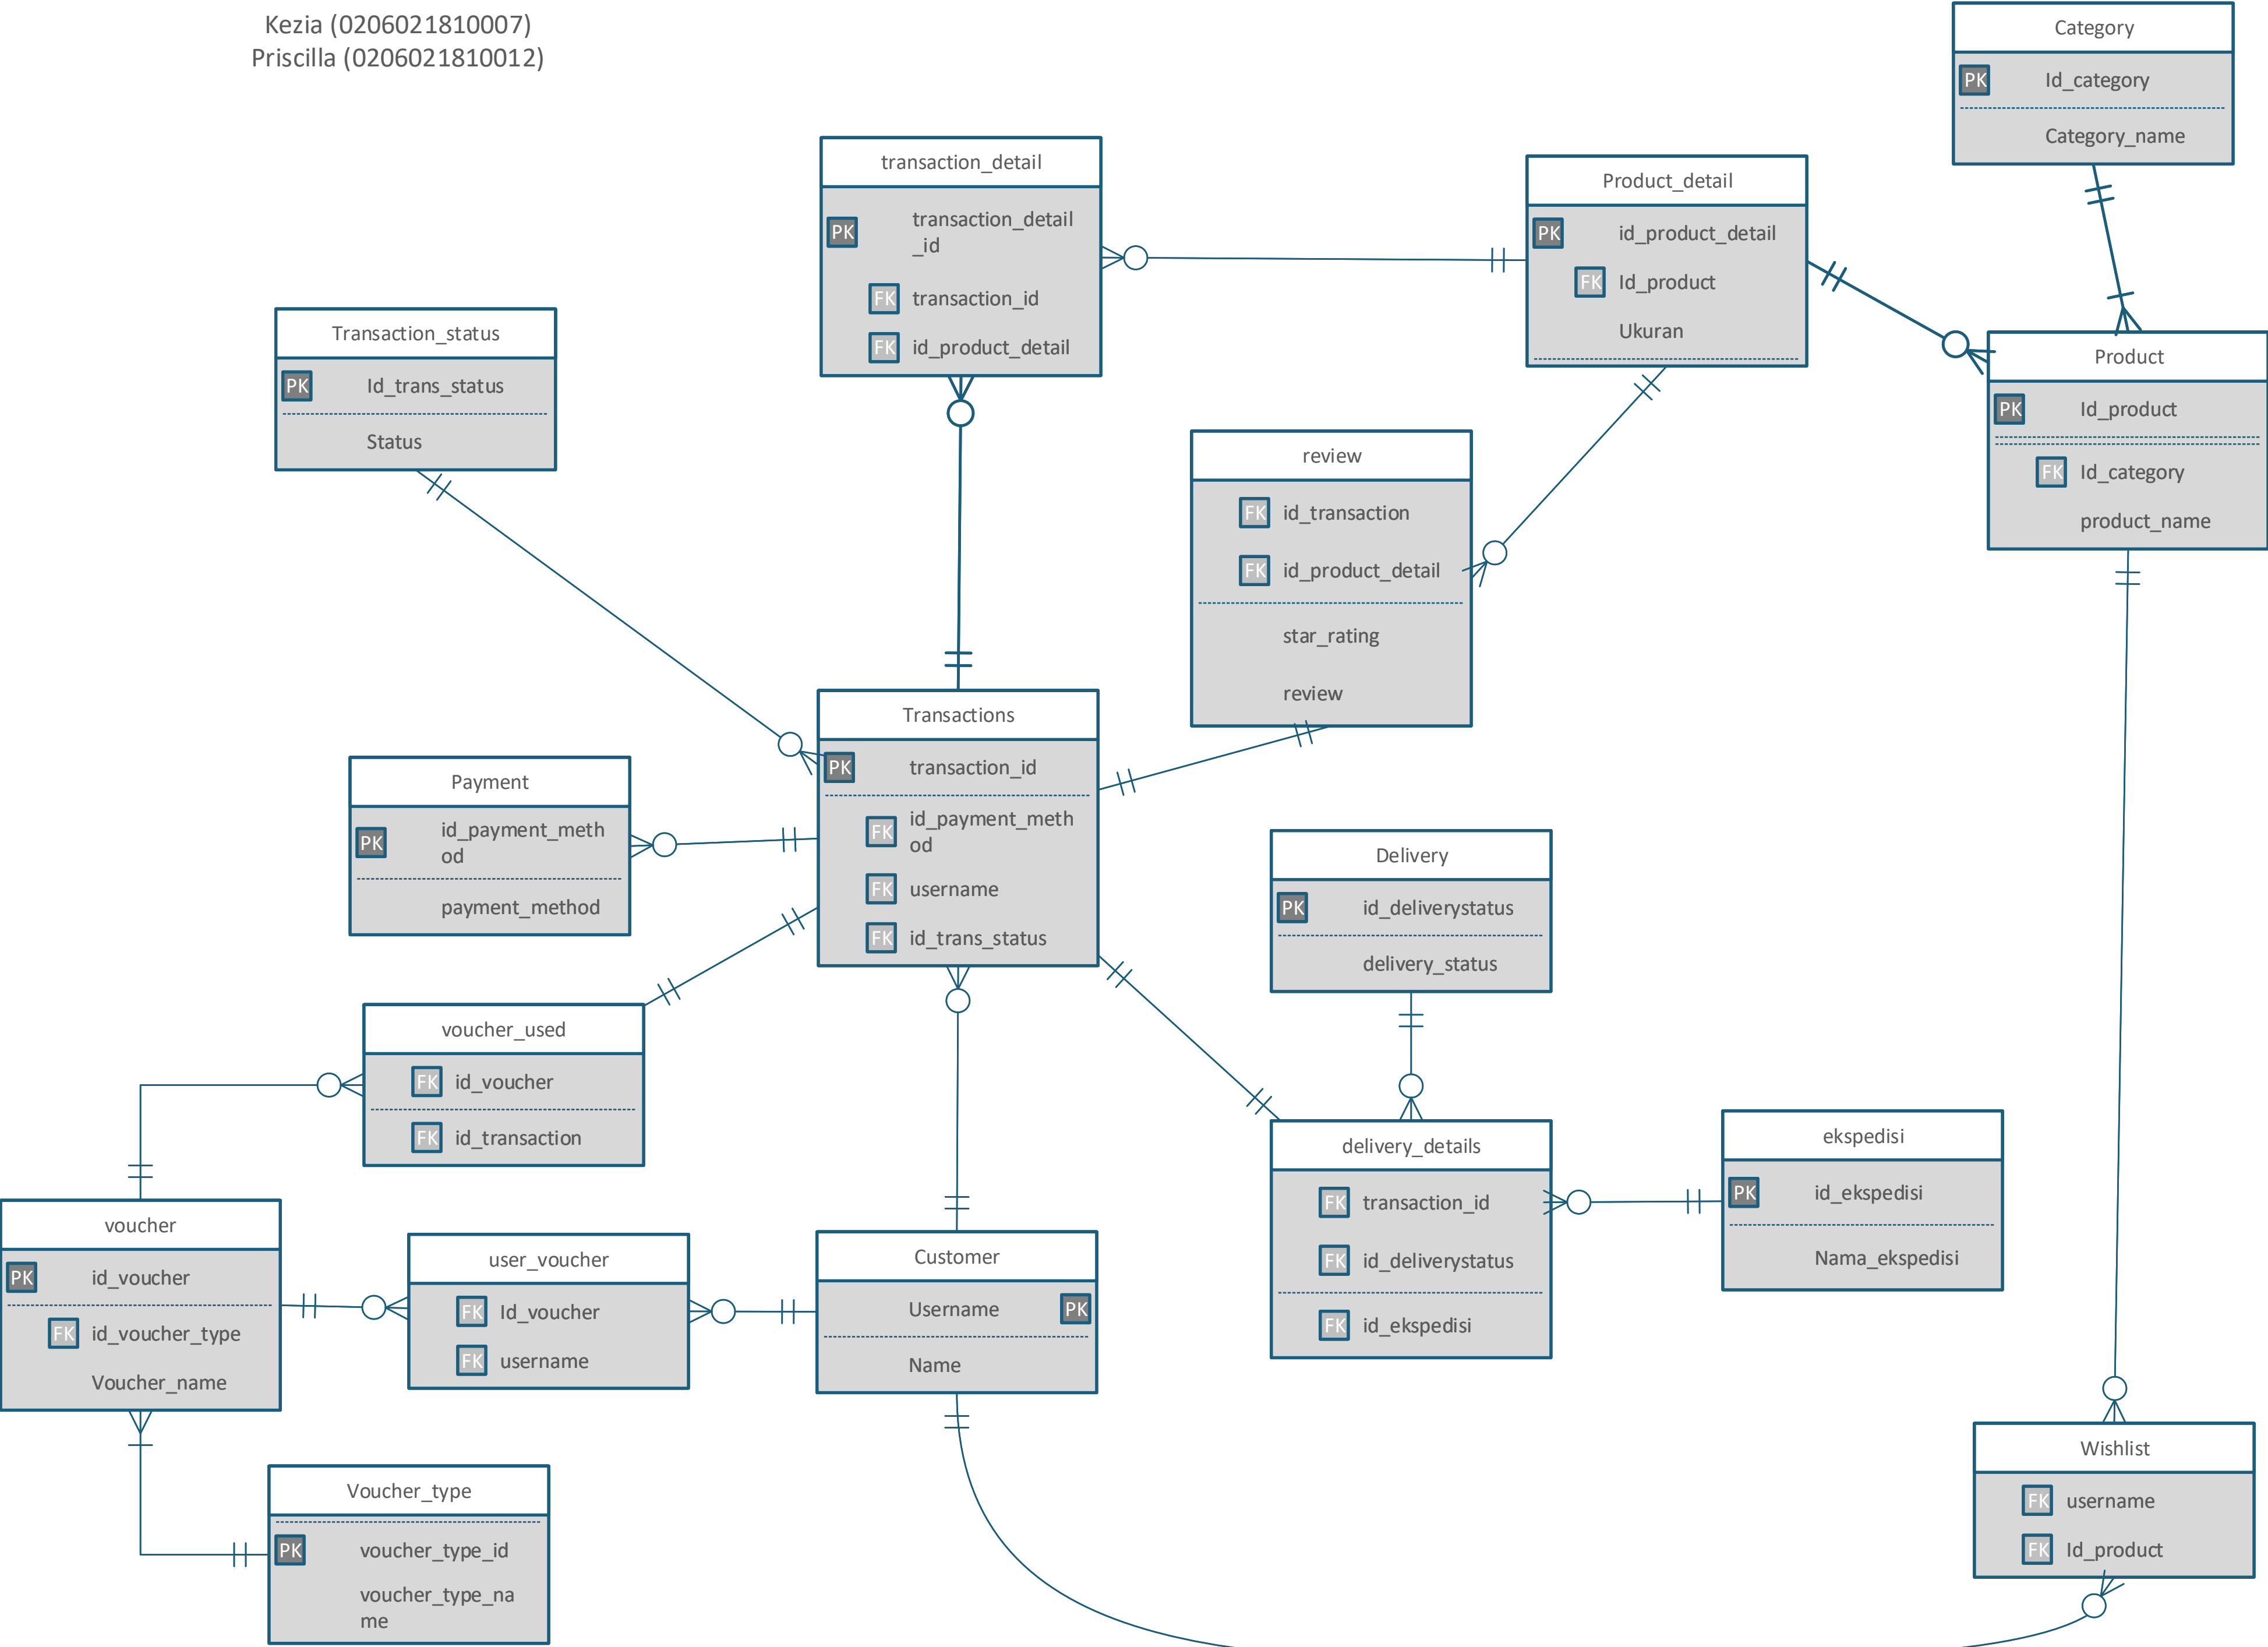 Kezia (0206021810007)
Priscilla (0206021810012)
Category
PK Id_category
Category_name
transaction_detail
PK transaction_detail
_id
FK transaction_id
FK id_product_detail
Product_detail
PK id_product_detail
FK Id_product
Ukuran
Transaction_status
PK Id_trans_status
Status
Product
PK Id_product
FK Id_category
product_name
review
FK id_transaction
FK id_product_detail
star_rating
review
Transactions
PK transaction_id
FK id_payment_meth
od
FK username
FK id_trans_status
Payment
PK id_payment_meth
od
payment_method
Delivery
PK id_deliverystatus
delivery_status
voucher_used
FK id_voucher
FK id_transaction
delivery_details
FK transaction_id
FK id_deliverystatus
FK id_ekspedisi
ekspedisi
PK id_ekspedisi
Nama_ekspedisi
voucher
PK id_voucher
FK id_voucher_type
Voucher_name
user_voucher
FK Id_voucher
FK username
Customer
Username PK
Name
Voucher_type
PK voucher_type_id
voucher_type_na
me
Wishlist
FK username
FK Id_product